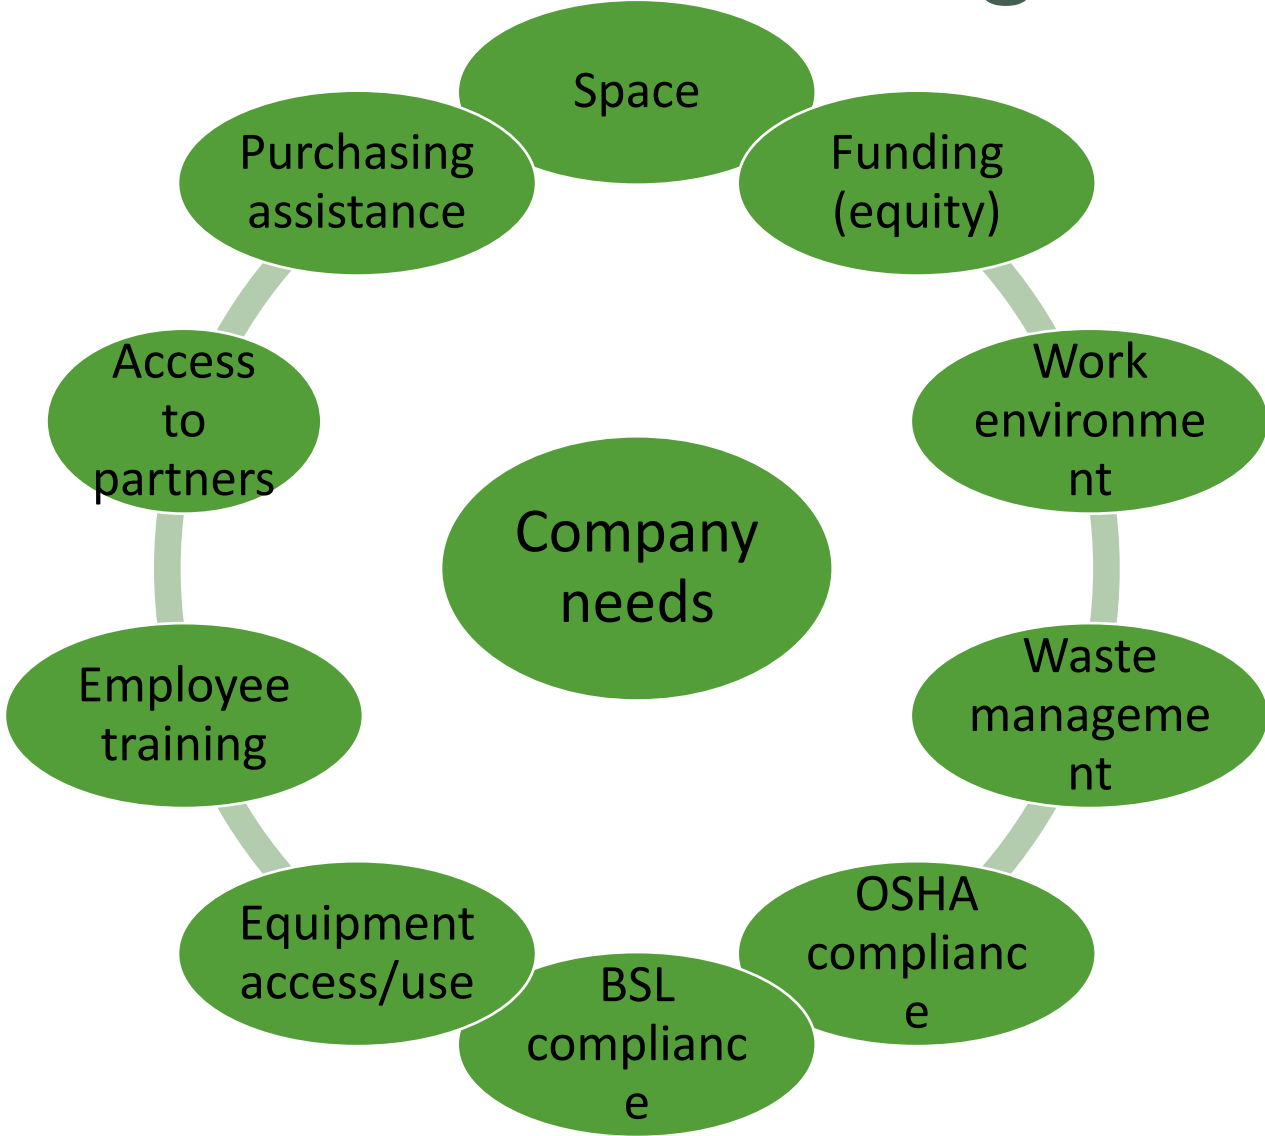 Space
Funding
(equity)
Work
environme
nt
Waste
manageme
nt
OSHA
complianc
e
BSL
complianc
e
Equipment
access/use
Employee
training
Access
to
partners
Purchasing
assistance
Company
needs